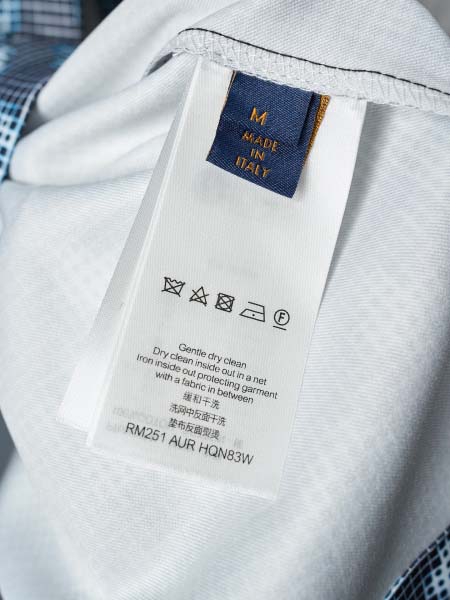 M
MADE
IN
ITALY
Gentle dry clean
Dry clean inside out in a net
Iron inside out protecting garment
with a fabric in between
缓和干洗
洗网中反面干洗
垫布反面熨烫
RM251 AUR HQN83W
F